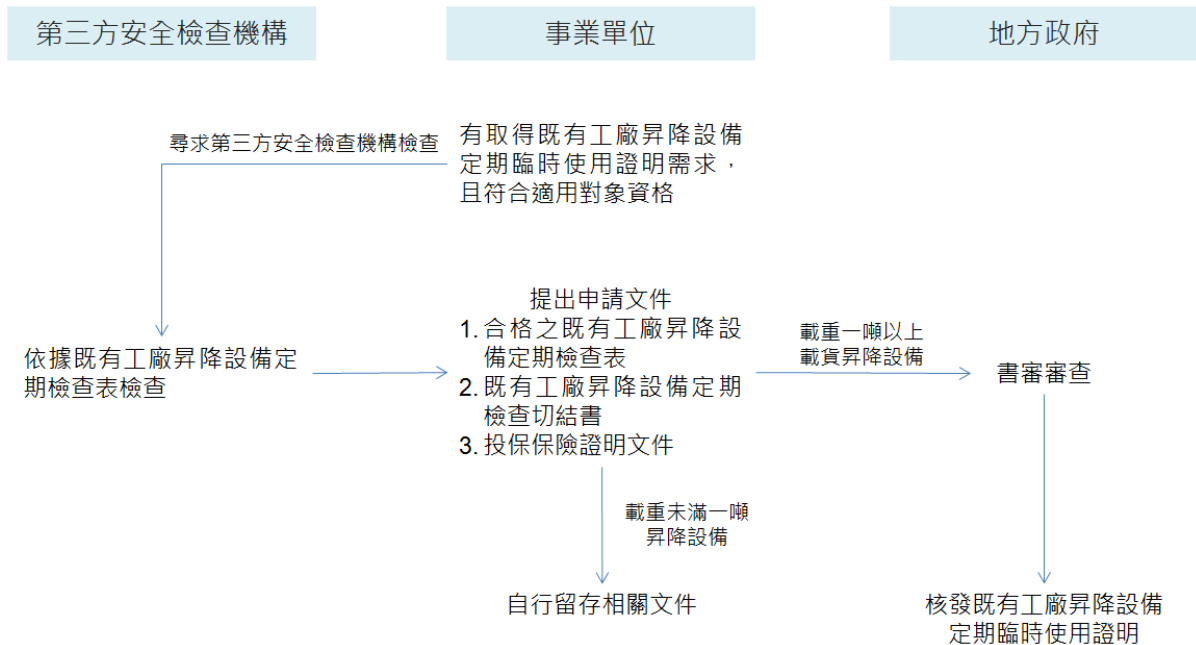 第三方安全檢查機構
事業單位
地方政府
尋求第三方安全檢查機構檢查
有取得既有工廠昇降設備
定期臨時使用證明需求，
且符合適用對象資格
依據既有工廠昇降設備定
期檢查表檢查
提出申請文件
1. 合格之既有工廠昇降設
備定期檢查表
2. 既有工廠昇降設備定期
檢查切結書
3. 投保保險證明文件
載重一噸以上
載貨昇降設備
書審審查
載重未滿一噸
昇降設備
自行留存相關文件
核發既有工廠昇降設備
定期臨時使用證明